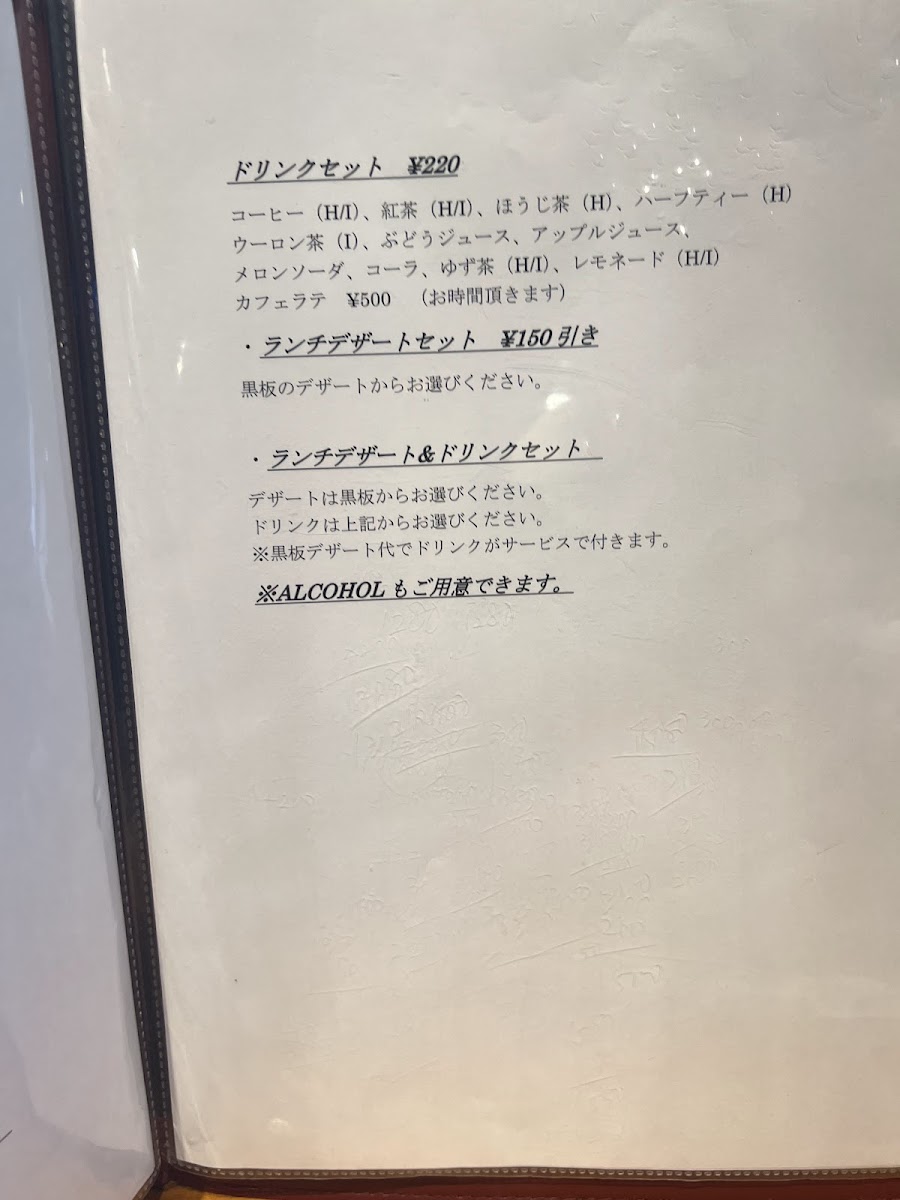 ドリンクセット ¥220
コーヒー（H/I）、紅茶（H/I）、ほうじ茶（H）、ハーフティー（H）
ウーロン茶（I）、ぶどうジュース、アップルジュース、
メロンソーダ、コーラ、ゆず茶（H/I）、レモネード（H/I）
カフェラテ ¥500 （お時間頂きます）
・ランチデザートセット ¥150引き
黒板のデザートからお選びください。
・ランチデザート&ドリンクセット
デザートは黒板からお選びください。
ドリンクは上記からお選びください。
※黒板デザート代でドリンクがサービスで付きます。
※ALCOHOLもご用意できます。